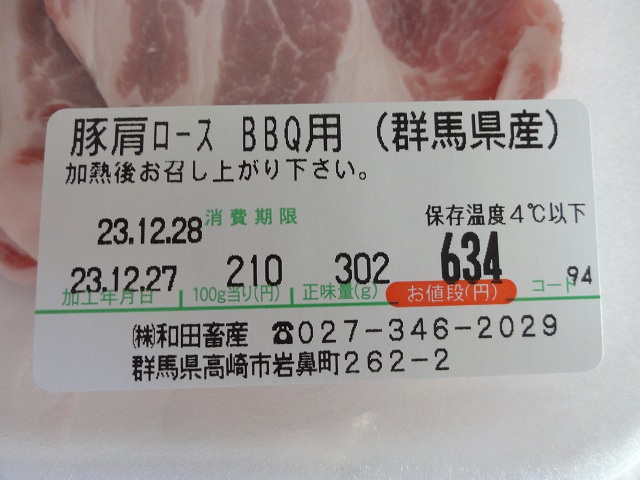 豚肩ロース BBQ用 (群馬県産)
加熱後お召し上がり下さい。
23.12.28 消費期限 保存温度4℃以下
23.12.27 210 302 634 94
加工年月日 100g当り(円) 正味量(g) お値段(円) コード
㈱和田畜産 ☎027-346-2029
群馬県高崎市岩鼻町262-2